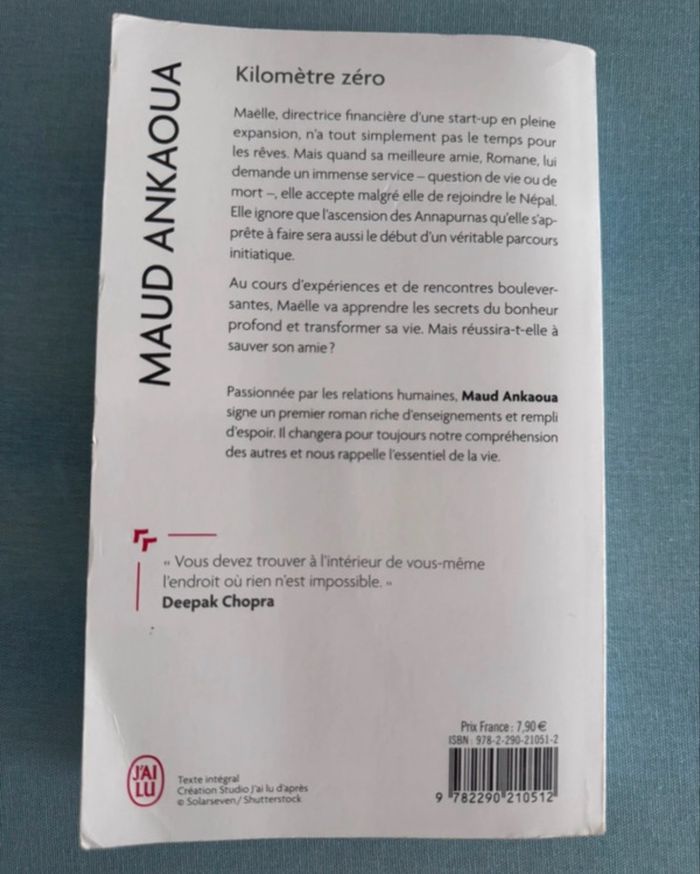 MAUD ANKAOUA
Kilomètre zéro
Maëlle, directrice financière d'une start-up en pleine
expansion, n'a tout simplement pas le temps pour
les rêves. Mais quand sa meilleure amie, Romane, lui
demande un immense service – question de vie ou de
mort –, elle accepte malgré elle de rejoindre le Népal.
Elle ignore que l'ascension des Annapurnas qu'elle s'ap-
prête à faire sera aussi le début d'un véritable parcours
initiatique.
Au cours d'expériences et de rencontres boulever-
santes, Maëlle va apprendre les secrets du bonheur
profond et transformer sa vie. Mais réussira-t-elle à
sauver son amie ?
Passionnée par les relations humaines, Maud Ankaoua
signe un premier roman riche d'enseignements et rempli
d'espoir. Il changera pour toujours notre compréhension
des autres et nous rappelle l'essentiel de la vie.
« Vous devez trouver à l'intérieur de vous-même
l'endroit où rien n'est impossible. »
Deepak Chopra
J'AI
LU
Texte intégral
Création Studio J'ai lu d'après
© Solarseven / Shutterstock
Prix France : 7,90 €
ISBN : 978-2-290-21051-2
9 782290 210512